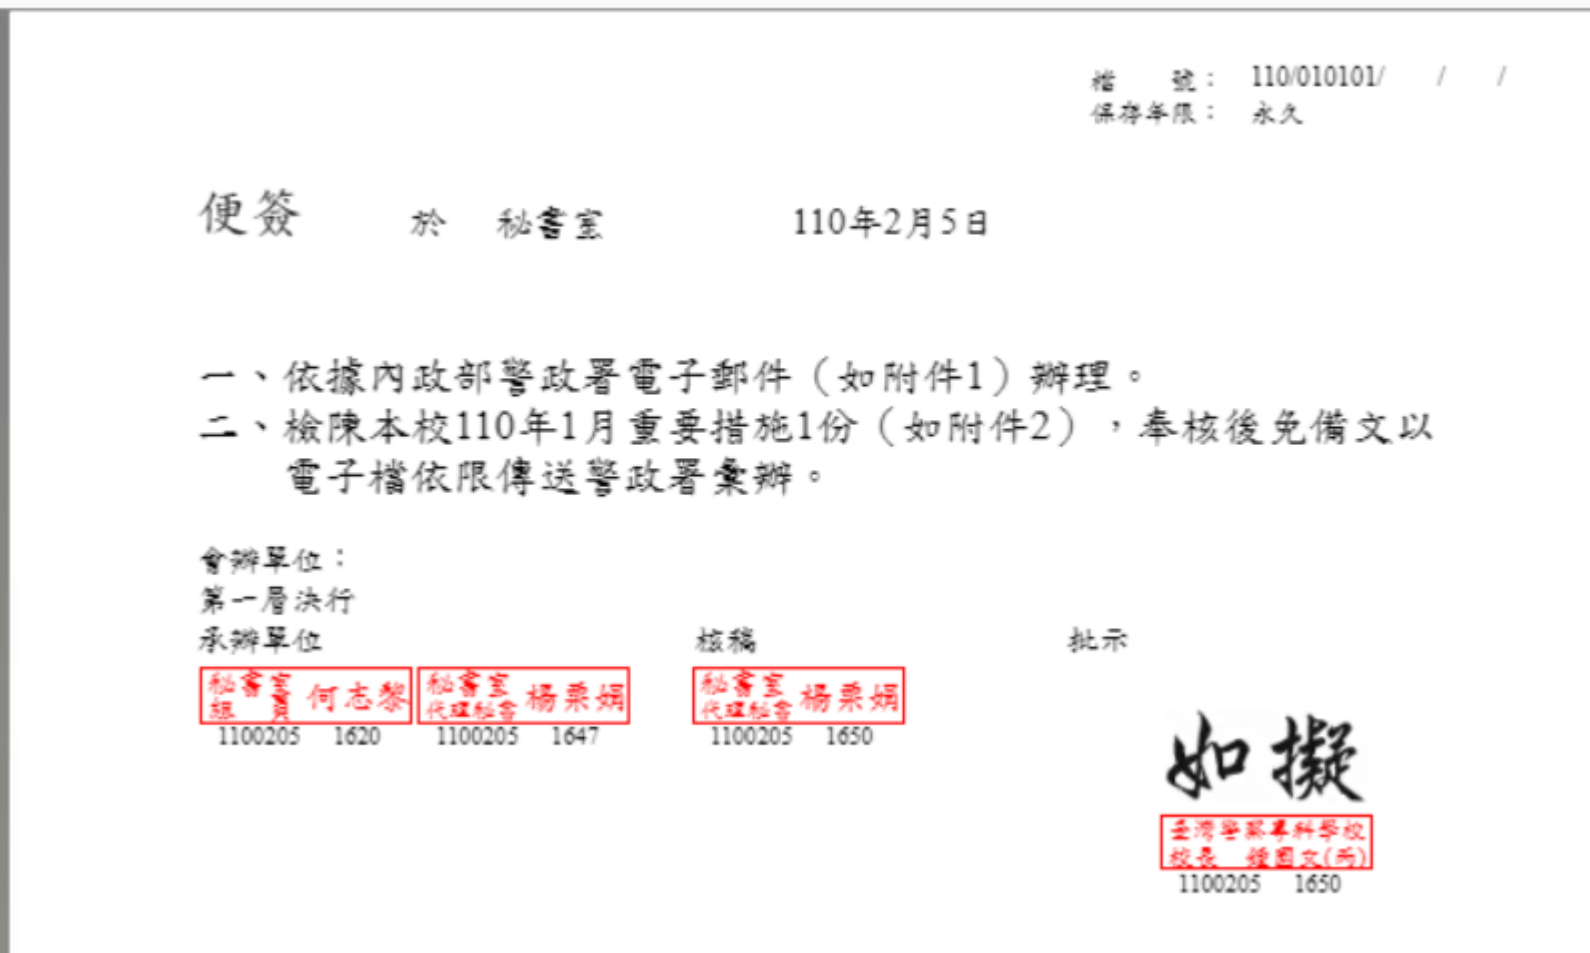 檔　　號： 110/010101/　/　/
保存年限： 永久
便簽　於　秘書室　110年2月5日
一、依據內政部警政署電子郵件（如附件1）辦理。
二、檢陳本校110年1月重要措施1份（如附件2），奉核後免備文以
電子檔依限傳送警政署彙辦。
會辦單位：
第一層決行
承辦單位　核稿　批示
秘書室 何志黎 秘書室 楊票娟 秘書室 楊票娟
組員 代理秘書 代理秘書
1100205 1620 1100205 1647 1100205 1650
如擬
臺灣警察專科學校
校長 國文(丙)
1100205 1650